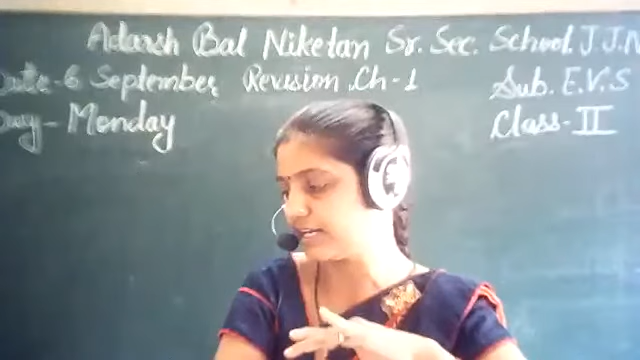 Adarsh Bal Niketan Sr. Sec. School. J.J.N
Date-6 September Revision Ch-1 Sub. E.V.S
Day-Monday Class-II